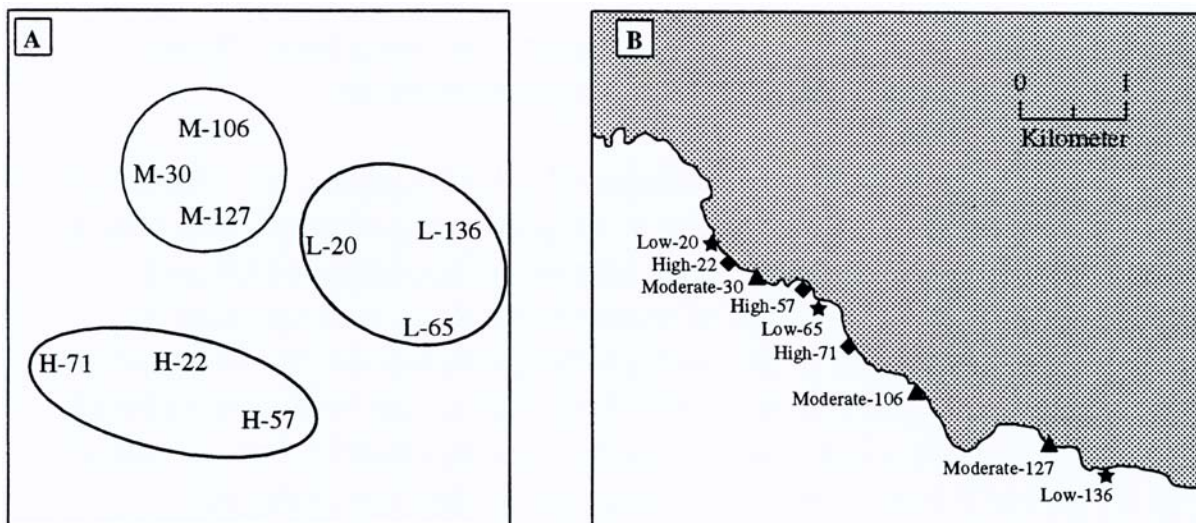 A
M-106
M-30
M-127
L-20
L-136
L-65
H-71
H-22
H-57
B
0 1
Kilometer
Low-20
High-22
Moderate-30
High-57
Low-65
High-71
Moderate-106
Moderate-127
Low-136